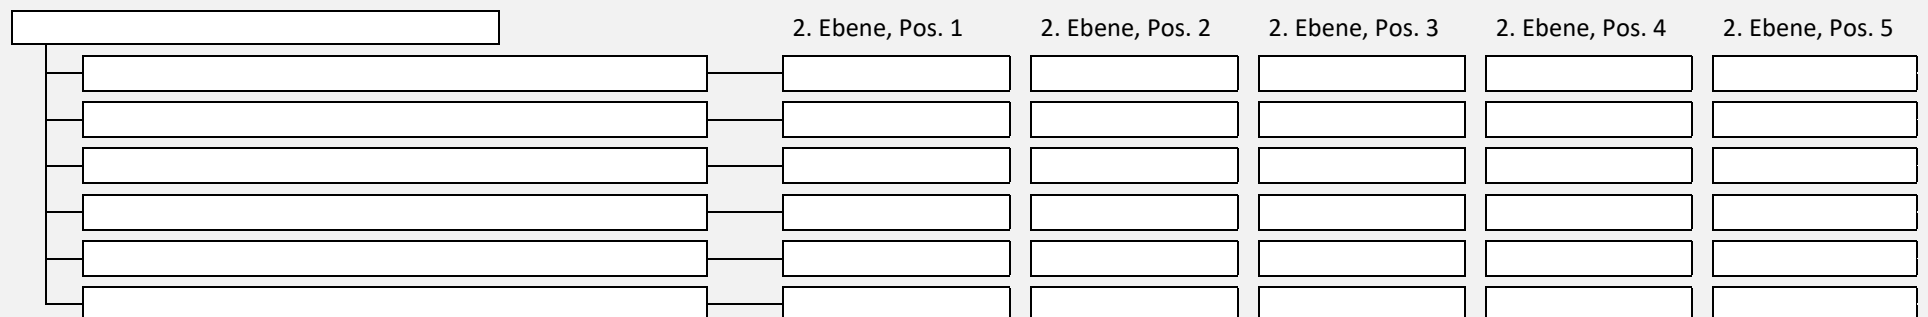 2. Ebene, Pos. 1 2. Ebene, Pos. 2 2. Ebene, Pos. 3 2. Ebene, Pos. 4 2. Ebene, Pos. 5